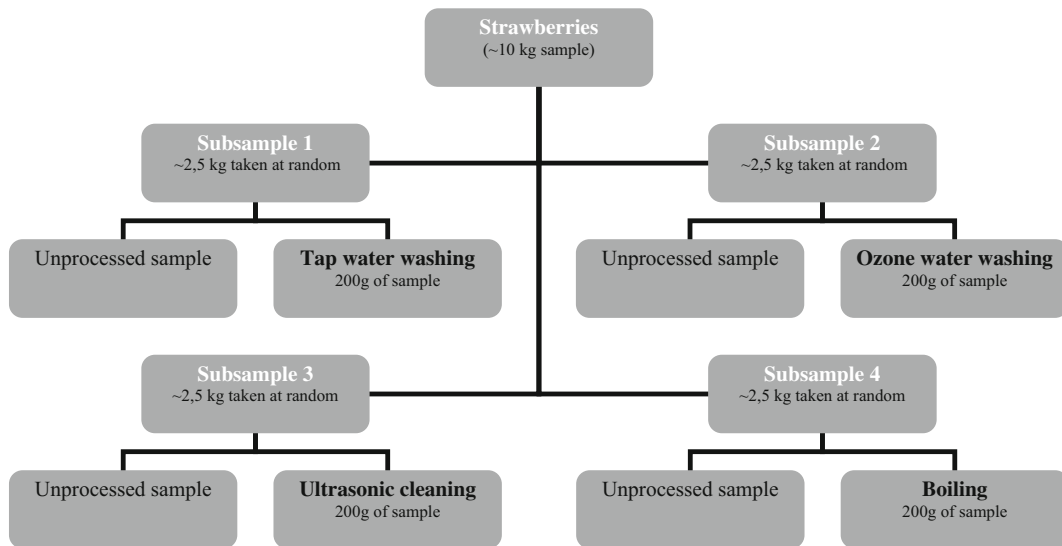 Strawberries
(~10 kg sample)
Subsample 1
~2,5 kg taken at random
Subsample 2
~2,5 kg taken at random
Unprocessed sample
Tap water washing
200g of sample
Unprocessed sample
Ozone water washing
200g of sample
Subsample 3
~2,5 kg taken at random
Subsample 4
~2,5 kg taken at random
Unprocessed sample
Ultrasonic cleaning
200g of sample
Unprocessed sample
Boiling
200g of sample